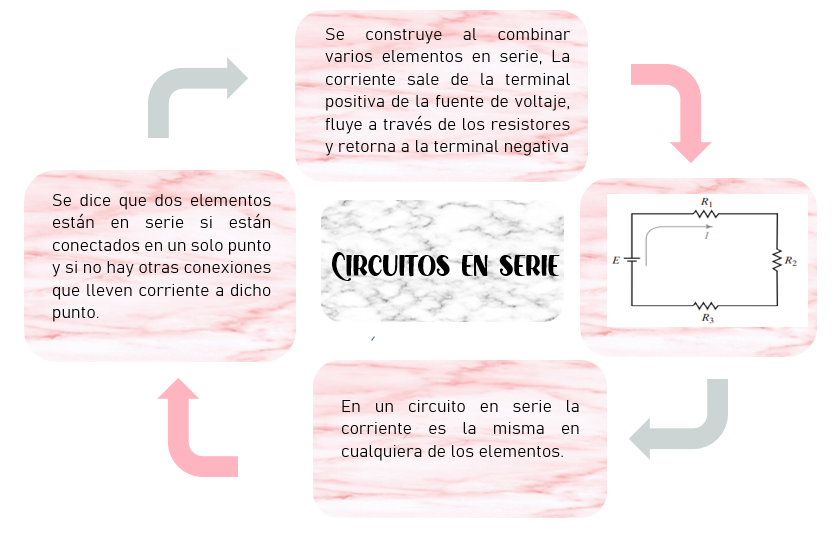 Se construye al combinar
varios elementos en serie, La
corriente sale de la terminal
positiva de la fuente de voltaje,
fluye a través de los resistores
y retorna a la terminal negativa
Se dice que dos elementos
están en serie si están
conectados en un solo punto
y si no hay otras conexiones
que lleven corriente a dicho
punto.
Circuitos en serie
R1
I
E
R2
R3
En un circuito en serie la
corriente es la misma en
cualquiera de los elementos.